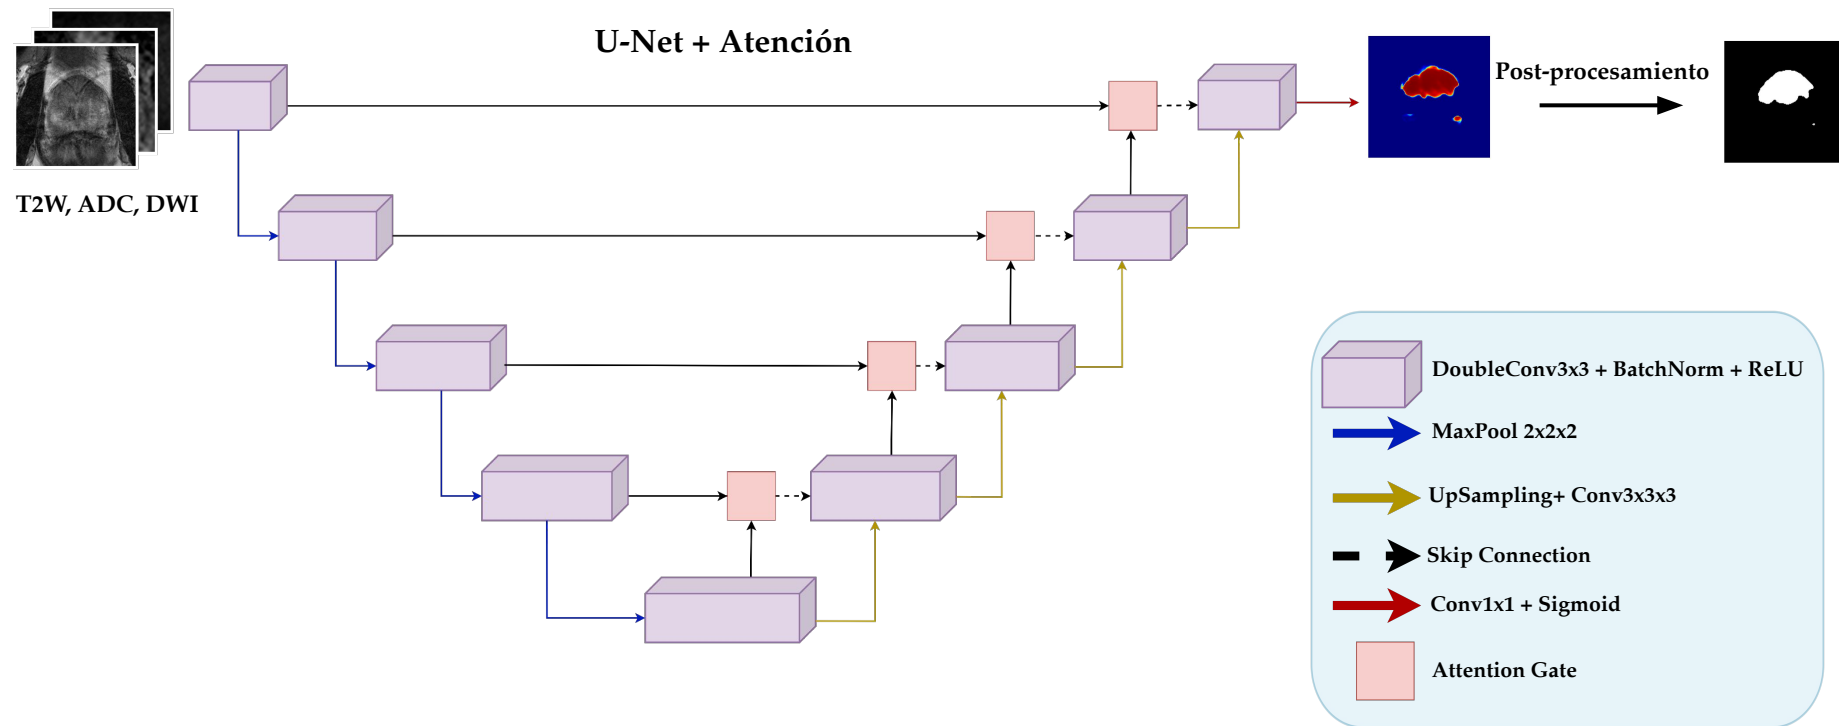 U-Net + Atención
Post-procesamiento
T2W, ADC, DWI
DoubleConv3x3 + BatchNorm + ReLU
MaxPool 2x2x2
UpSampling+ Conv3x3x3
Skip Connection
Conv1x1 + Sigmoid
Attention Gate